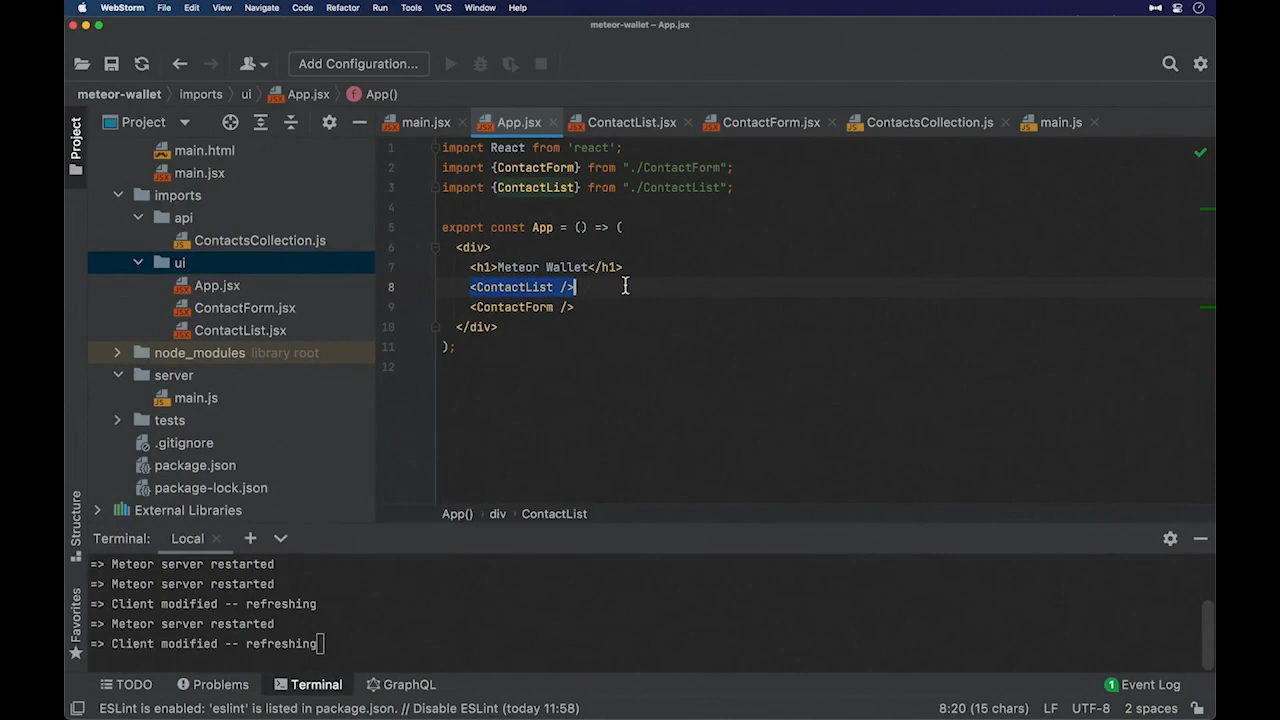 WebStorm File Edit View Navigate Code Refactor Run Tools VCS Window Help
meteor-wallet – App.jsx
Add Configuration...
meteor-wallet imports ui App.jsx App()
Project
Project
main.jsx App.jsx ContactList.jsx ContactForm.jsx ContactsCollection.js main.js
main.html
main.jsx
imports
api
ContactsCollection.js
ui
App.jsx
ContactForm.jsx
ContactList.jsx
node_modules library root
server
main.js
tests
.gitignore
package.json
package-lock.json
External Libraries
1 import React from 'react';
2 import {ContactForm} from "./ContactForm";
3 import {ContactList} from "./ContactList";
4
5 export const App = () => (
6 <div>
7 <h1>Meteor Wallet</h1>
8 <ContactList />
9 <ContactForm />
10 </div>
11 );
12
App() div ContactList
Structure
Favorites
Terminal: Local
=> Meteor server restarted
=> Meteor server restarted
=> Client modified -- refreshing
=> Meteor server restarted
=> Client modified -- refreshing
TODO Problems Terminal GraphQL 1 Event Log
ESLint is enabled: 'eslint' is listed in package.json. // Disable ESLint (today 11:58) 8:20 (15 chars) LF UTF-8 2 spaces